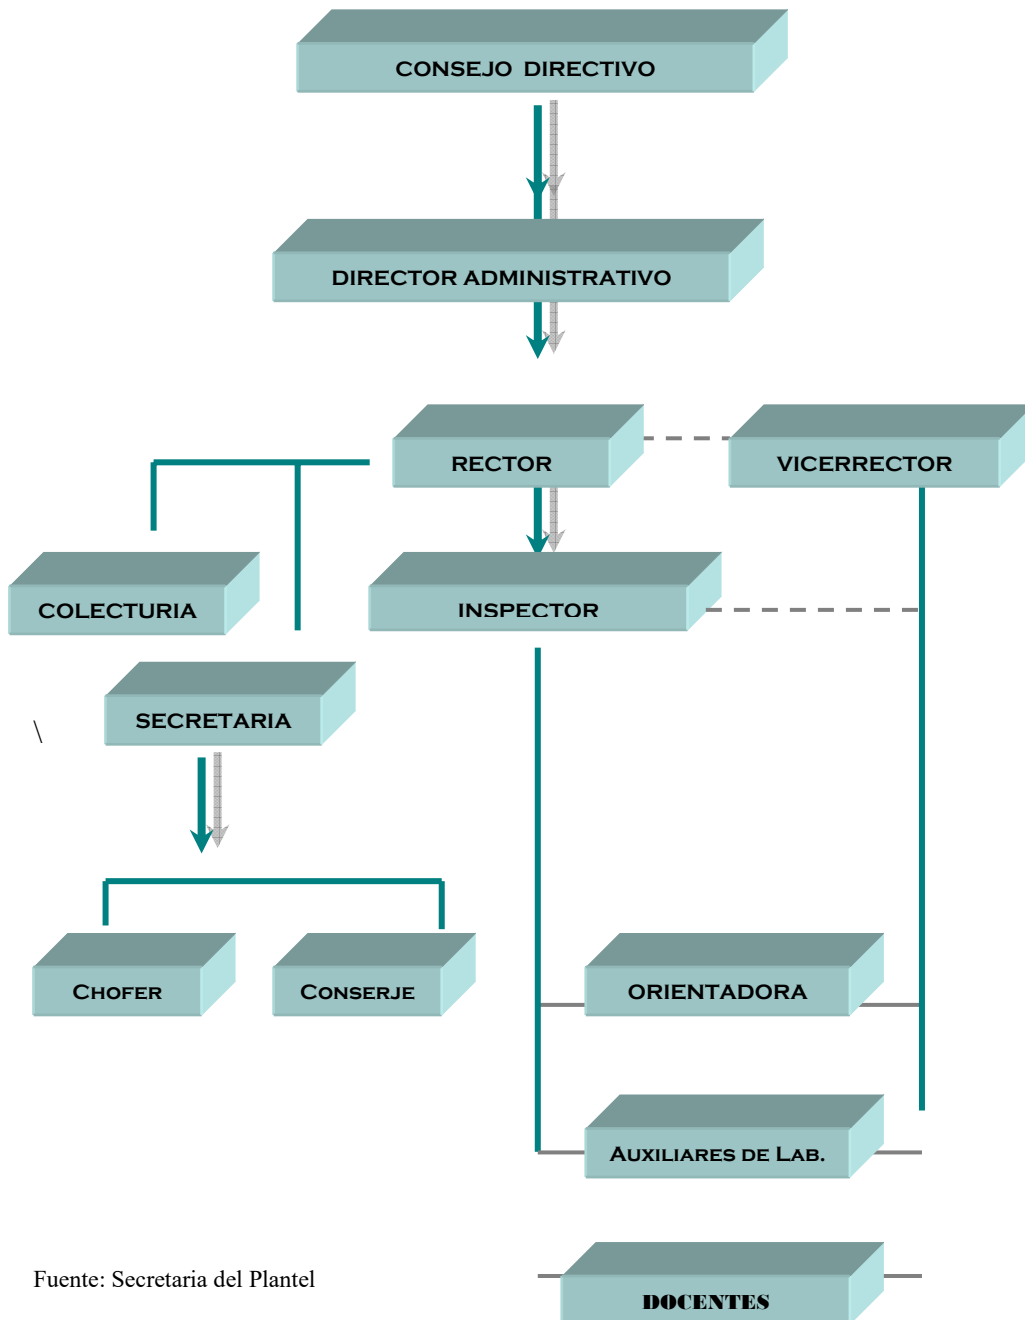 CONSEJO DIRECTIVO
DIRECTOR ADMINISTRATIVO
RECTOR
VICERRECTOR
COLECTURIA
INSPECTOR
SECRETARIA
\
CHOFER
CONSERJE
ORIENTADORA
AUXILIARES DE LAB.
Fuente: Secretaria del Plantel
DOCENTES